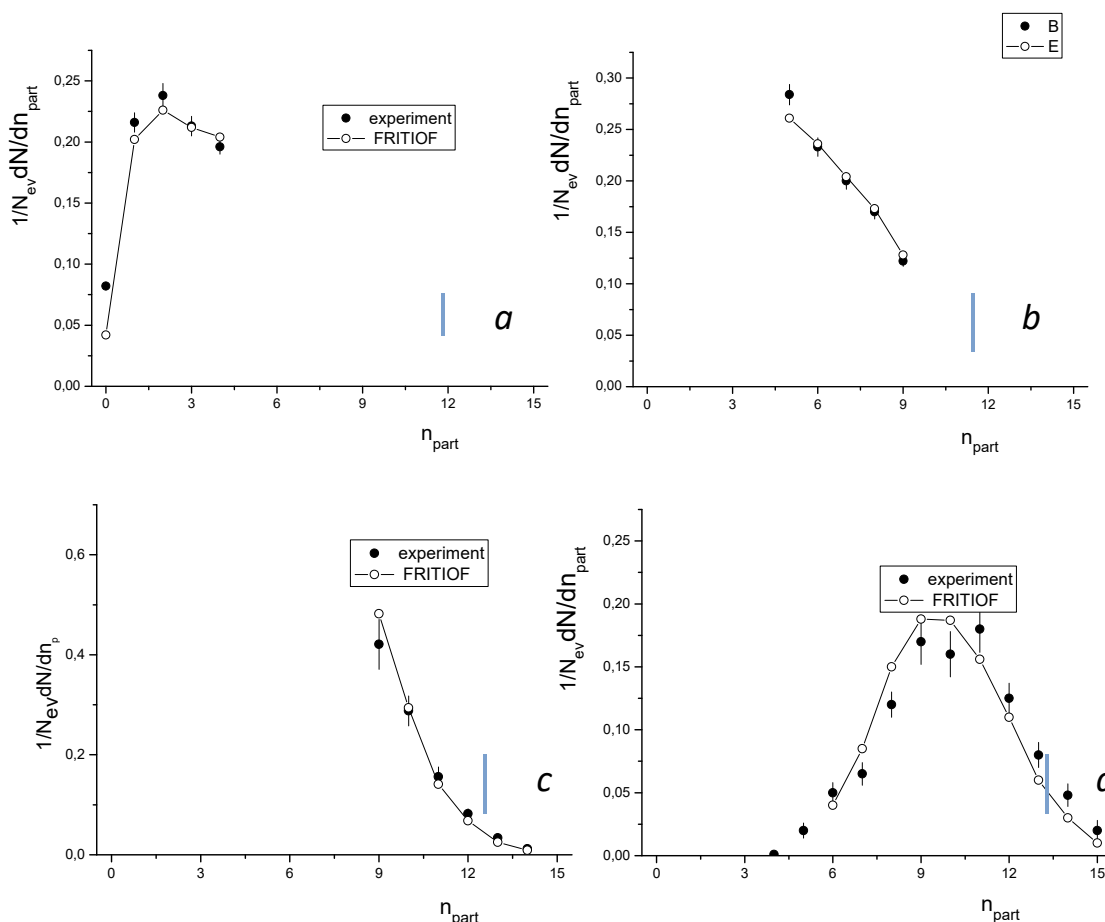 B
E
0,25
0,20
0,15
0,10
0,05
0,00
1/N_ev dN/dn_part
experiment
FRITIOF
a
0 3 6 9 12 15
n_part
0,30
0,25
0,20
0,15
0,10
0,05
0,00
1/N_ev dN/dn_part
b
0 3 6 9 12 15
n_part
0,6
0,4
0,2
0,0
1/N_ev dN/dn_p
experiment
FRITIOF
c
0 3 6 9 12 15
n_part
0,25
0,20
0,15
0,10
0,05
0,00
1/N_ev dN/dn_part
experiment
FRITIOF
0 3 6 9 12 15
n_part